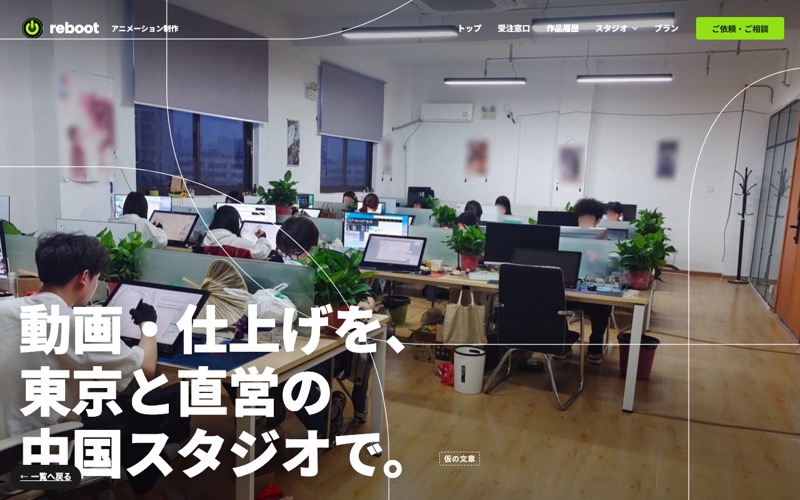 reboot アニメーション制作 トップ 受注窓口 作品履歴 スタジオ プラン ご依頼・ご相談
動画・仕上げを、
東京と直営の
中国スタジオで。
仮の文章
← 一覧へ戻る